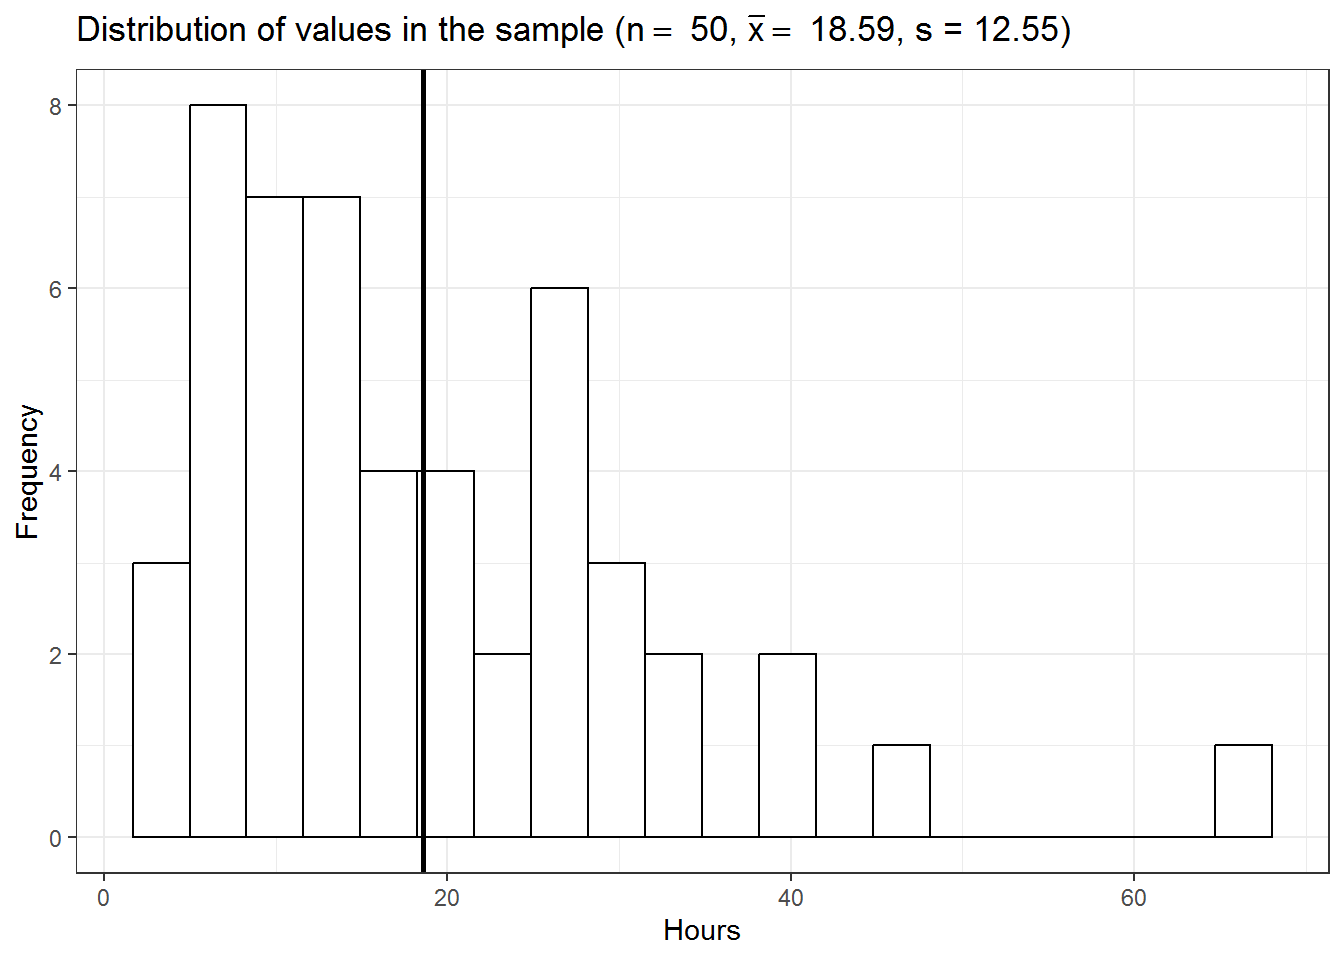 Distribution of values in the sample (n = 50, x̅ = 18.59, s = 12.55)
8
6
4
2
0
Frequency
0 20 40 60
Hours